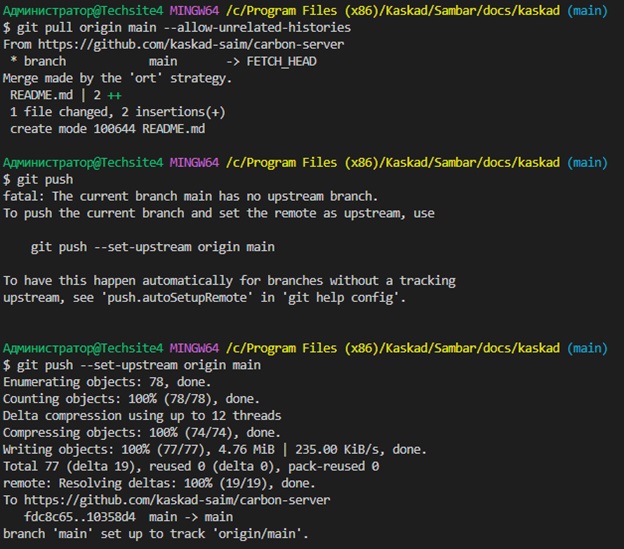 Администратор@Techsite4 MINGW64 /c/Program Files (x86)/Kaskad/Sambar/docs/kaskad (main)
$ git pull origin main --allow-unrelated-histories
From https://github.com/kaskad-saim/carbon-server
 * branch            main       -> FETCH_HEAD
Merge made by the 'ort' strategy.
 README.md | 2 ++
 1 file changed, 2 insertions(+)
 create mode 100644 README.md
Администратор@Techsite4 MINGW64 /c/Program Files (x86)/Kaskad/Sambar/docs/kaskad (main)
$ git push
fatal: The current branch main has no upstream branch.
To push the current branch and set the remote as upstream, use
    git push --set-upstream origin main
To have this happen automatically for branches without a tracking
upstream, see 'push.autoSetupRemote' in 'git help config'.
Администратор@Techsite4 MINGW64 /c/Program Files (x86)/Kaskad/Sambar/docs/kaskad (main)
$ git push --set-upstream origin main
Enumerating objects: 78, done.
Counting objects: 100% (78/78), done.
Delta compression using up to 12 threads
Compressing objects: 100% (74/74), done.
Writing objects: 100% (77/77), 4.76 MiB | 235.00 KiB/s, done.
Total 77 (delta 19), reused 0 (delta 0), pack-reused 0
remote: Resolving deltas: 100% (19/19), done.
To https://github.com/kaskad-saim/carbon-server
   fdc8c65..10358d4  main -> main
branch 'main' set up to track 'origin/main'.